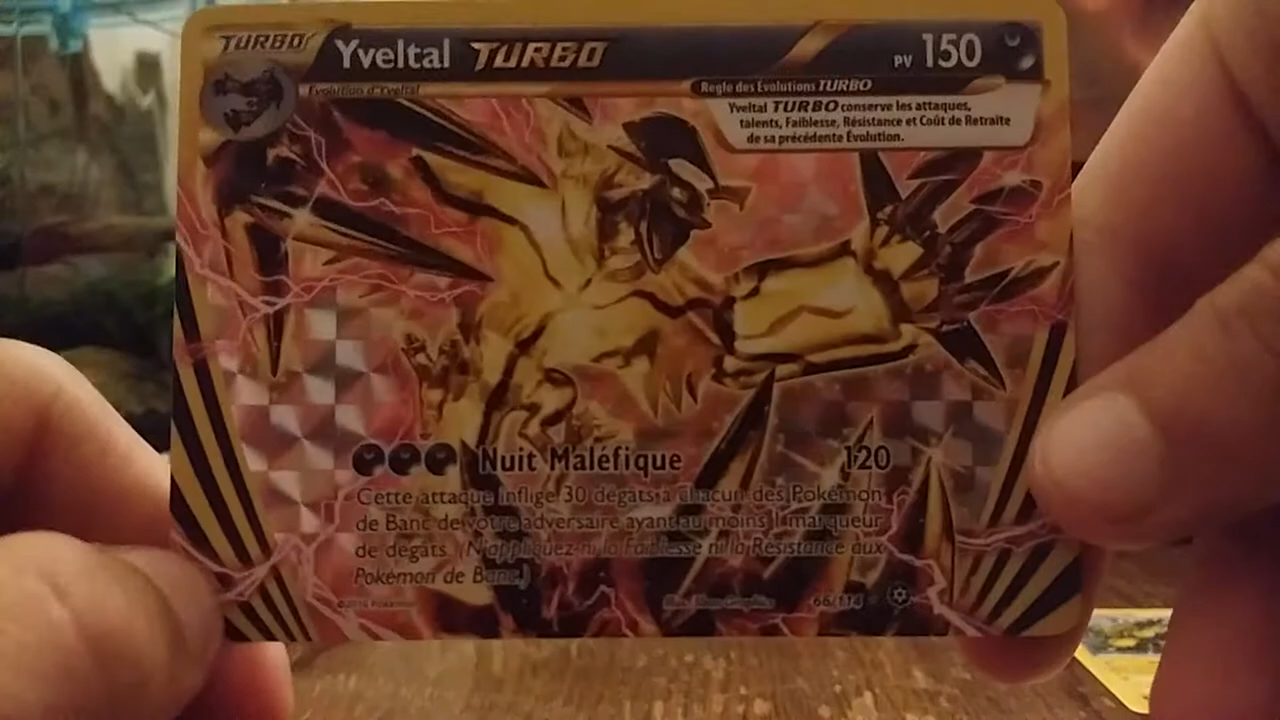 TURBO
Yveltal TURBO
PV 150
Evolution d'Yveltal
Règle des Évolutions TURBO
Yveltal TURBO conserve les attaques,
talents, Faiblesse, Résistance et Coût de Retraite
de sa précédente Évolution.
Nuit Maléfique 120
Cette attaque inflige 30 dégâts à chacun des Pokémon
de Banc de votre adversaire ayant au moins 1 marqueur
de dégâts. (N'appliquez ni la Faiblesse ni la Résistance aux
Pokémon de Banc.)
©2016 Pokémon
66/114